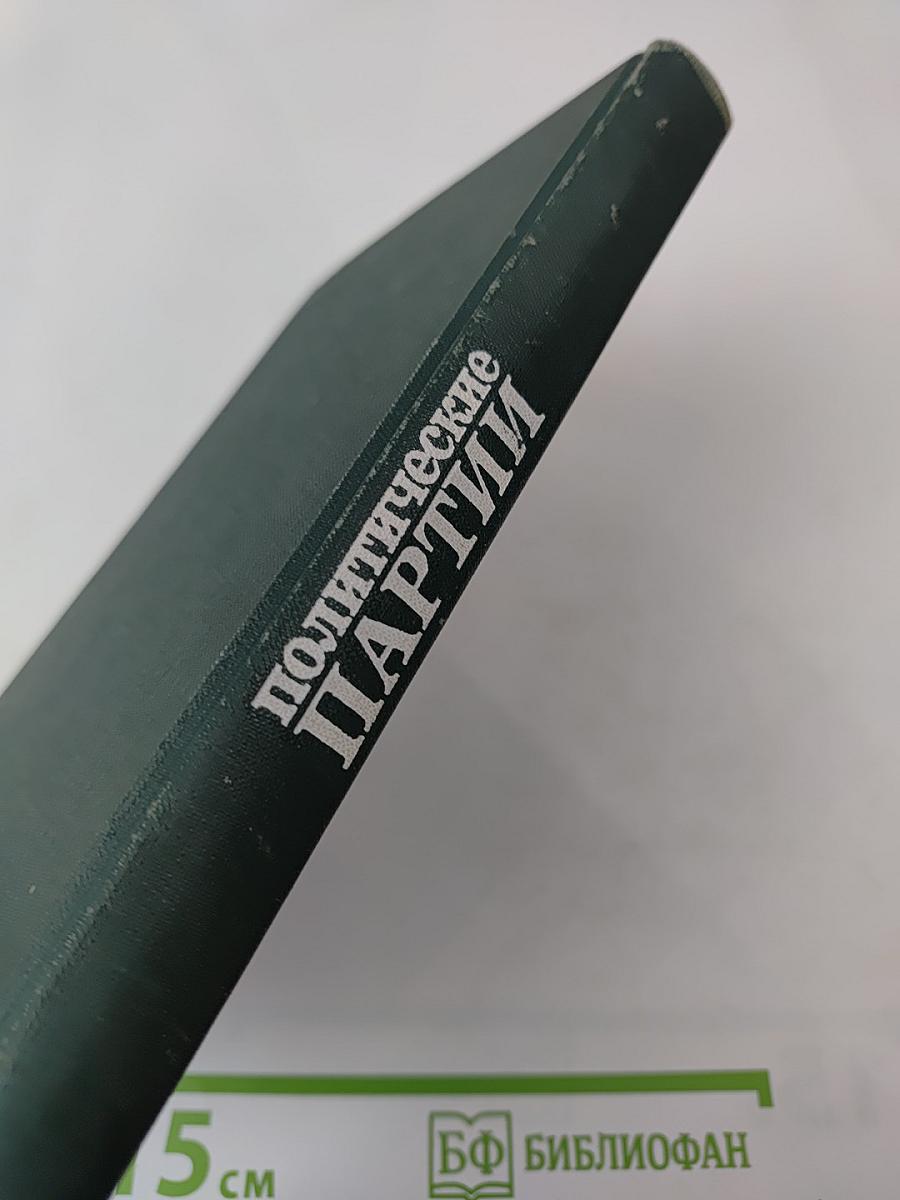 политические
ПАРТИИ
15 см
БФ БИБЛИОФАН